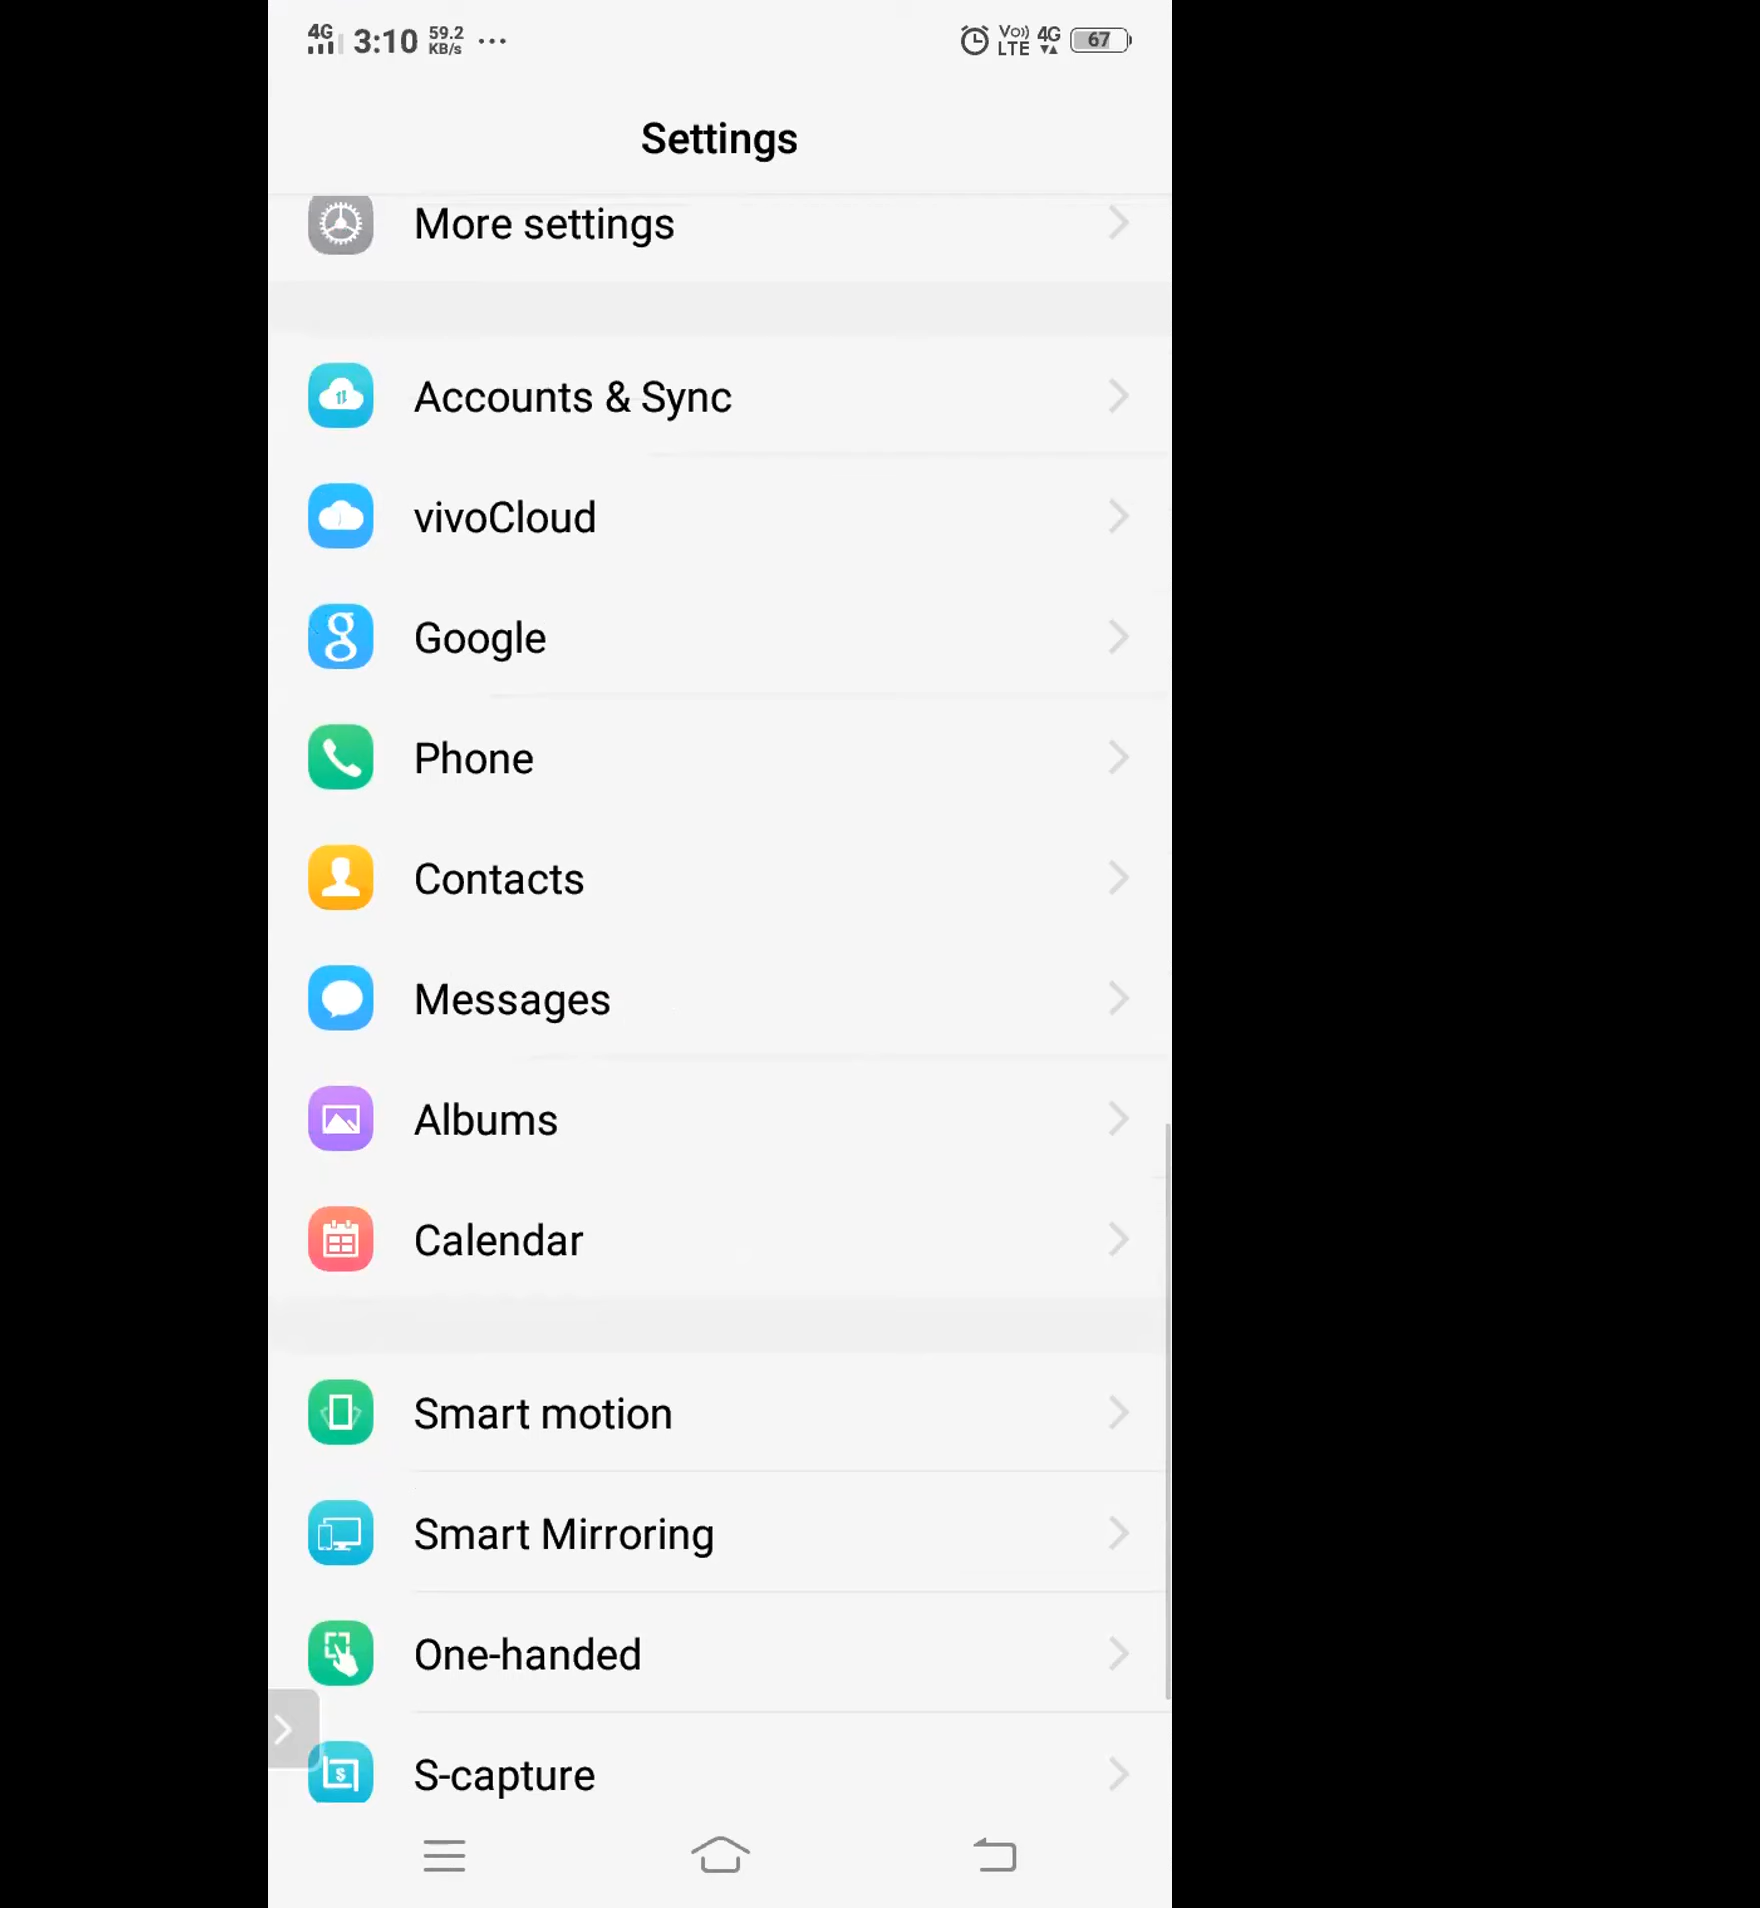 4G 3:10 59.2 KB/s ... Vo)) LTE 4G 67
Settings
More settings
Accounts & Sync
vivoCloud
Google
Phone
Contacts
Messages
Albums
Calendar
Smart motion
Smart Mirroring
One-handed
S-capture